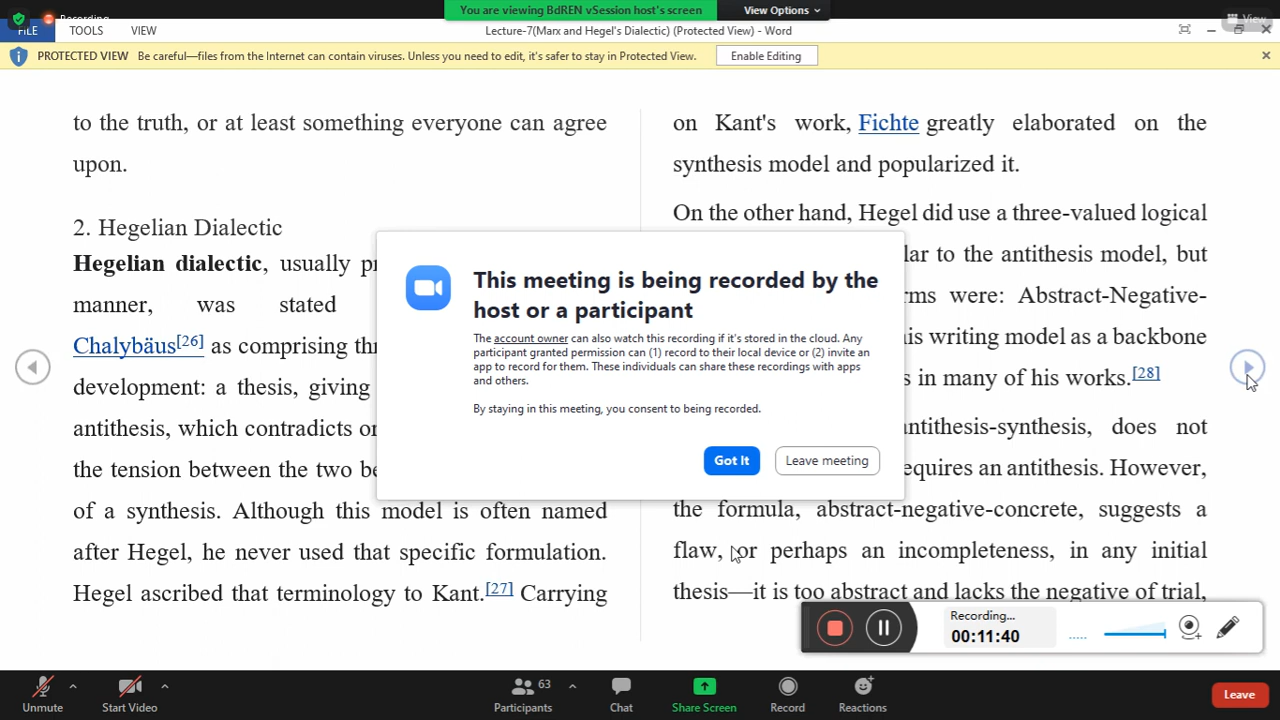 Recording
You are viewing BdREN vSession host's screen
View Options
View
FILE
TOOLS
VIEW
Lecture-7(Marx and Hegel's Dialectic) (Protected View) - Word
PROTECTED VIEW Be careful—files from the Internet can contain viruses. Unless you need to edit, it's safer to stay in Protected View.
Enable Editing
to the truth, or at least something everyone can agree
upon.
2. Hegelian Dialectic
Hegelian dialectic, usually
manner, was stated
Chalybäus[26] as comprising
development: a thesis, giving
antithesis, which contradicts
the tension between the two
of a synthesis. Although this model is often named
after Hegel, he never used that specific formulation.
Hegel ascribed that terminology to Kant.[27] Carrying
on Kant's work, Fichte greatly elaborated on the
synthesis model and popularized it.
On the other hand, Hegel did use a three-valued logical
to the antithesis model, but
were: Abstract-Negative-
writing model as a backbone
in many of his works.[28]
antithesis-synthesis, does not
requires an antithesis. However,
the formula, abstract-negative-concrete, suggests a
flaw, or perhaps an incompleteness, in any initial
thesis—it is too abstract and lacks the negative of trial,
This meeting is being recorded by the
host or a participant
The account owner can also watch this recording if it's stored in the cloud. Any
participant granted permission can (1) record to their local device or (2) invite an
app to record for them. These individuals can share these recordings with apps
and others.
By staying in this meeting, you consent to being recorded.
Got It
Leave meeting
Recording...
00:11:40
Unmute
Start Video
63
Participants
Chat
Share Screen
Record
Reactions
Leave